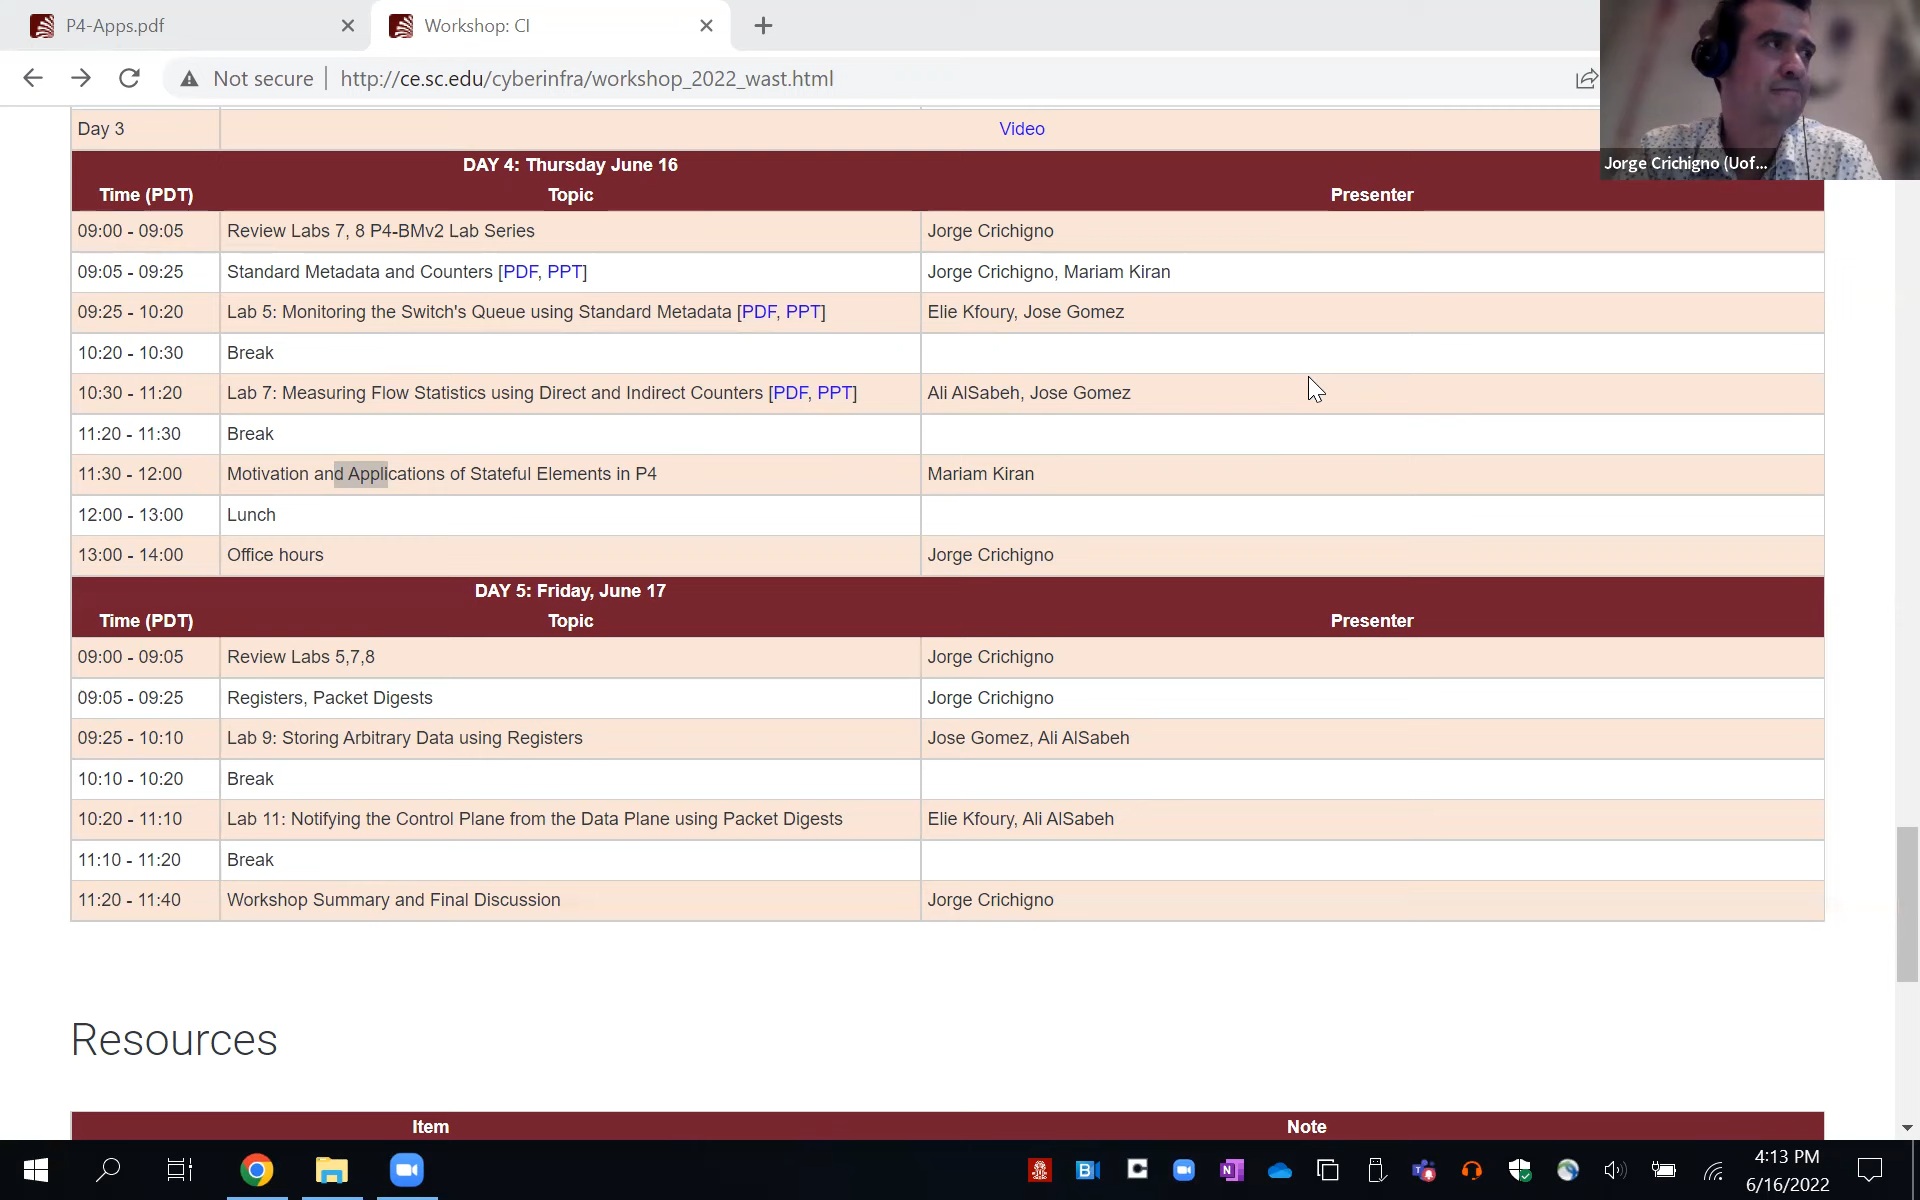 P4-Apps.pdf
Workshop: CI
Not secure http://ce.sc.edu/cyberinfra/workshop_2022_wast.html
Jorge Crichigno (Uof...
Day 3 Video
DAY 4: Thursday June 16
Time (PDT) Topic Presenter
09:00 - 09:05 Review Labs 7, 8 P4-BMv2 Lab Series Jorge Crichigno
09:05 - 09:25 Standard Metadata and Counters [PDF, PPT] Jorge Crichigno, Mariam Kiran
09:25 - 10:20 Lab 5: Monitoring the Switch's Queue using Standard Metadata [PDF, PPT] Elie Kfoury, Jose Gomez
10:20 - 10:30 Break
10:30 - 11:20 Lab 7: Measuring Flow Statistics using Direct and Indirect Counters [PDF, PPT] Ali AlSabeh, Jose Gomez
11:20 - 11:30 Break
11:30 - 12:00 Motivation and Applications of Stateful Elements in P4 Mariam Kiran
12:00 - 13:00 Lunch
13:00 - 14:00 Office hours Jorge Crichigno
DAY 5: Friday, June 17
Time (PDT) Topic Presenter
09:00 - 09:05 Review Labs 5,7,8 Jorge Crichigno
09:05 - 09:25 Registers, Packet Digests Jorge Crichigno
09:25 - 10:10 Lab 9: Storing Arbitrary Data using Registers Jose Gomez, Ali AlSabeh
10:10 - 10:20 Break
10:20 - 11:10 Lab 11: Notifying the Control Plane from the Data Plane using Packet Digests Elie Kfoury, Ali AlSabeh
11:10 - 11:20 Break
11:20 - 11:40 Workshop Summary and Final Discussion Jorge Crichigno
Resources
Item Note
4:13 PM
6/16/2022